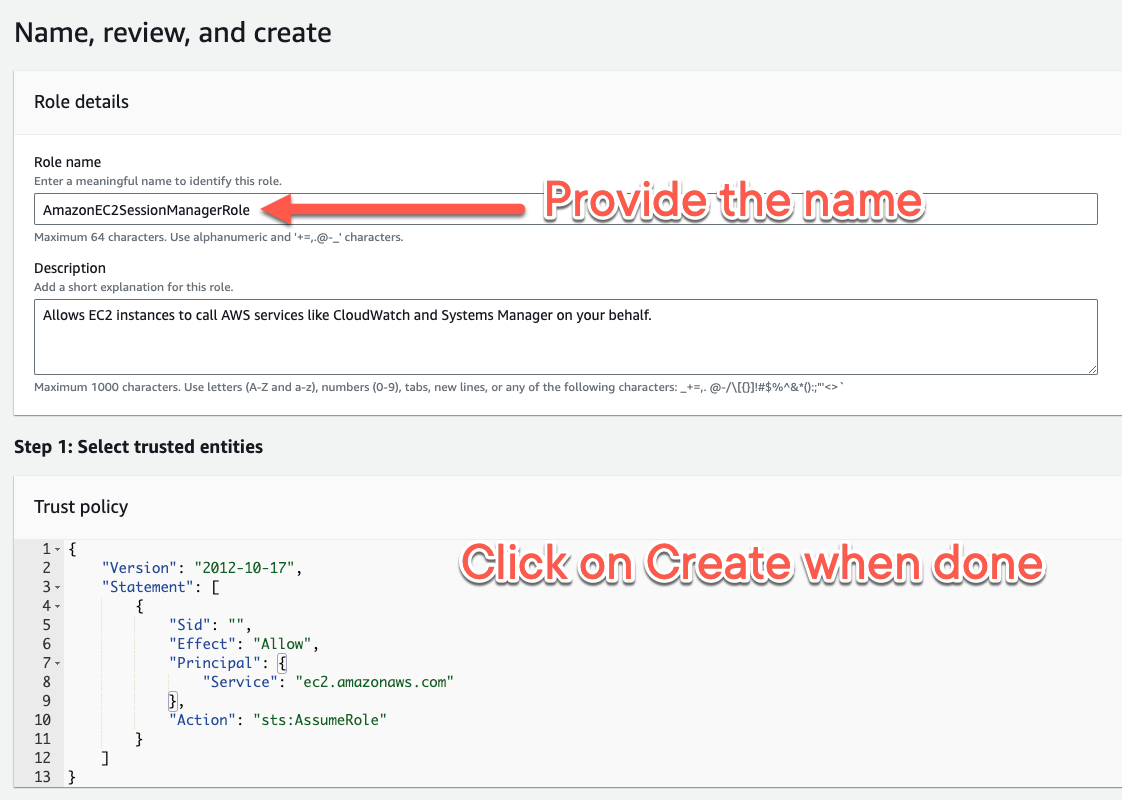 Name, review, and create
Role details
Role name
Enter a meaningful name to identify this role.
AmazonEC2SessionManagerRole
Provide the name
Maximum 64 characters. Use alphanumeric and '+=,.@-_' characters.
Description
Add a short explanation for this role.
Allows EC2 instances to call AWS services like CloudWatch and Systems Manager on your behalf.
Maximum 1000 characters. Use letters (A-Z and a-z), numbers (0-9), tabs, new lines, or any of the following characters: _+=,. @-/\[{}]!#$%^&*();:"'<>`
Step 1: Select trusted entities
Trust policy
Click on Create when done
1 {
2 "Version": "2012-10-17",
3 "Statement": [
4 {
5 "Sid": "",
6 "Effect": "Allow",
7 "Principal": {
8 "Service": "ec2.amazonaws.com"
9 },
10 "Action": "sts:AssumeRole"
11 }
12 ]
13 }